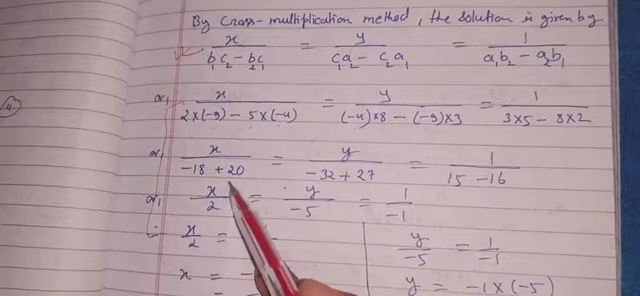 By Cross-multiplication method, the solution is given by
x/(b₁c₂-b₂c₁) = y/(c₁a₂-c₂a₁) = 1/(a₁b₂-a₂b₁)
or, x/(2×(-9)-5×(-4)) = y/((-4)×8-(-9)×3) = 1/(3×5-8×2)
or, x/(-18+20) = y/(-32+27) = 1/(15-16)
or, x/2 = y/-5 = 1/-1
∴ x/2 = y/-5 = 1/-1
x = - y = -1×(-5)